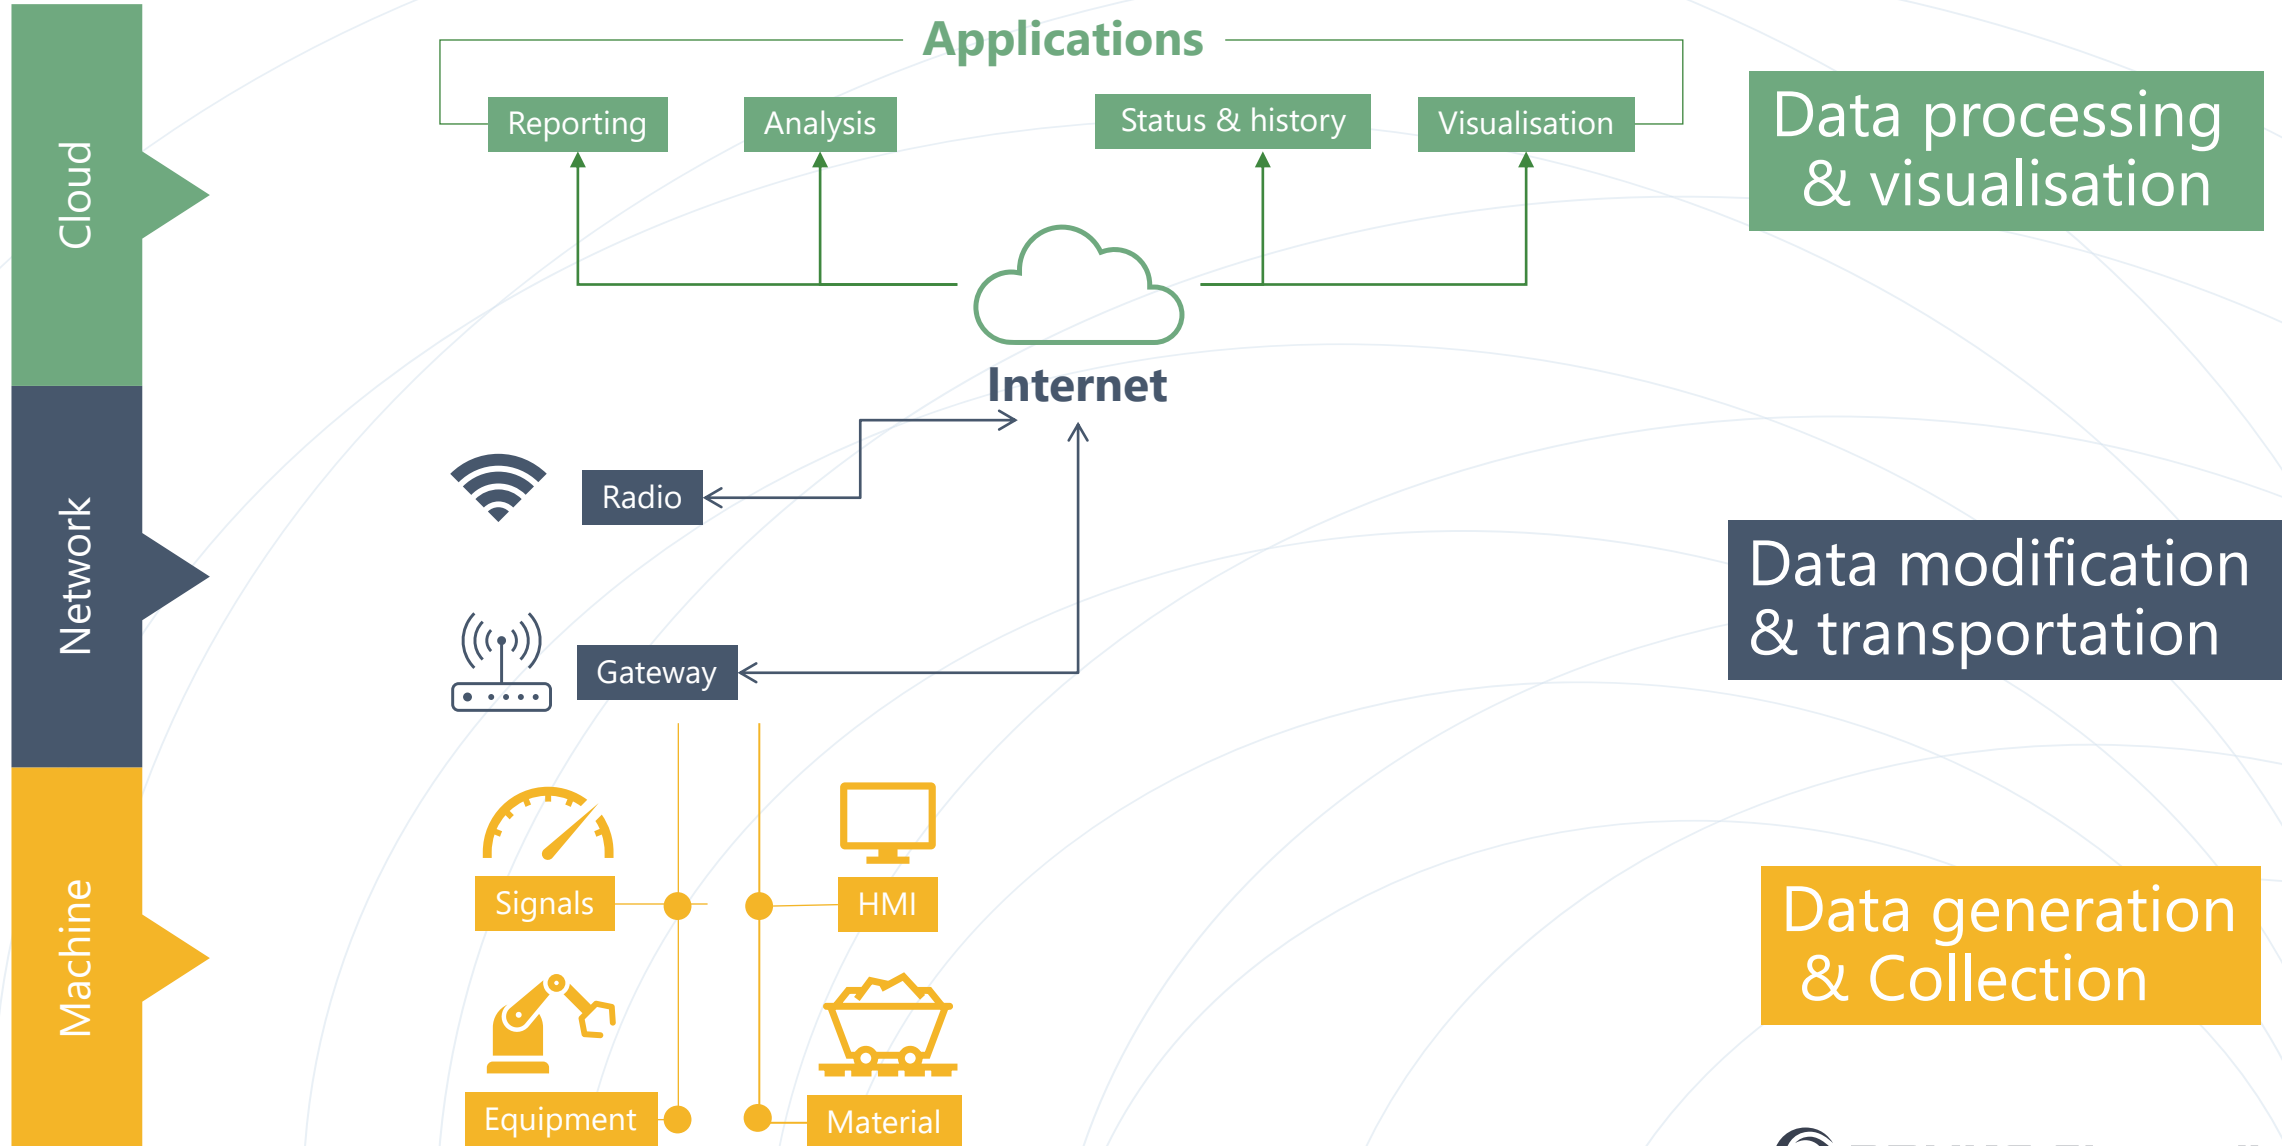 Cloud
Applications
Reporting
Analysis
Status & history
Visualisation
Data processing
& visualisation
Internet
Network
Radio
Gateway
Data modification
& transportation
Machine
Signals
HMI
Data generation
& Collection
Equipment
Material